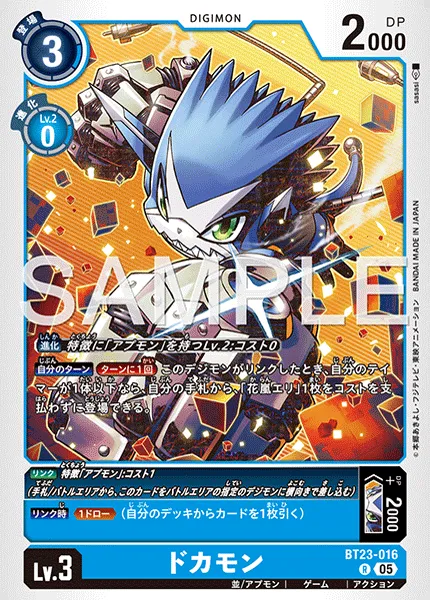 登場
3
DIGIMON
DP
2000
進化
Lv.2
0
sasasi
SAMPLE
進化 特徴に「アプモン」を持つLv.2:コスト0
自分のターン ターンに1回 このデジモンがリンクしたとき、自分のテイ
マーが1体以下なら、自分の手札から、「花嵐エリ」1枚をコストを支
払わずに登場できる。
リンク 特徴「アプモン」:コスト1
(手札/バトルエリアから、このカードをバトルエリアの指定のデジモンに横向きで差し込む)
リンク時 1ドロー (自分のデッキからカードを1枚引く)
DP
+2000
©本郷あきよし・フジテレビ・東映アニメーション BANDAI MADE IN JAPAN
Lv.3
ドカモン
BT23-016
R
05
並/アプモン
ゲーム
アクション